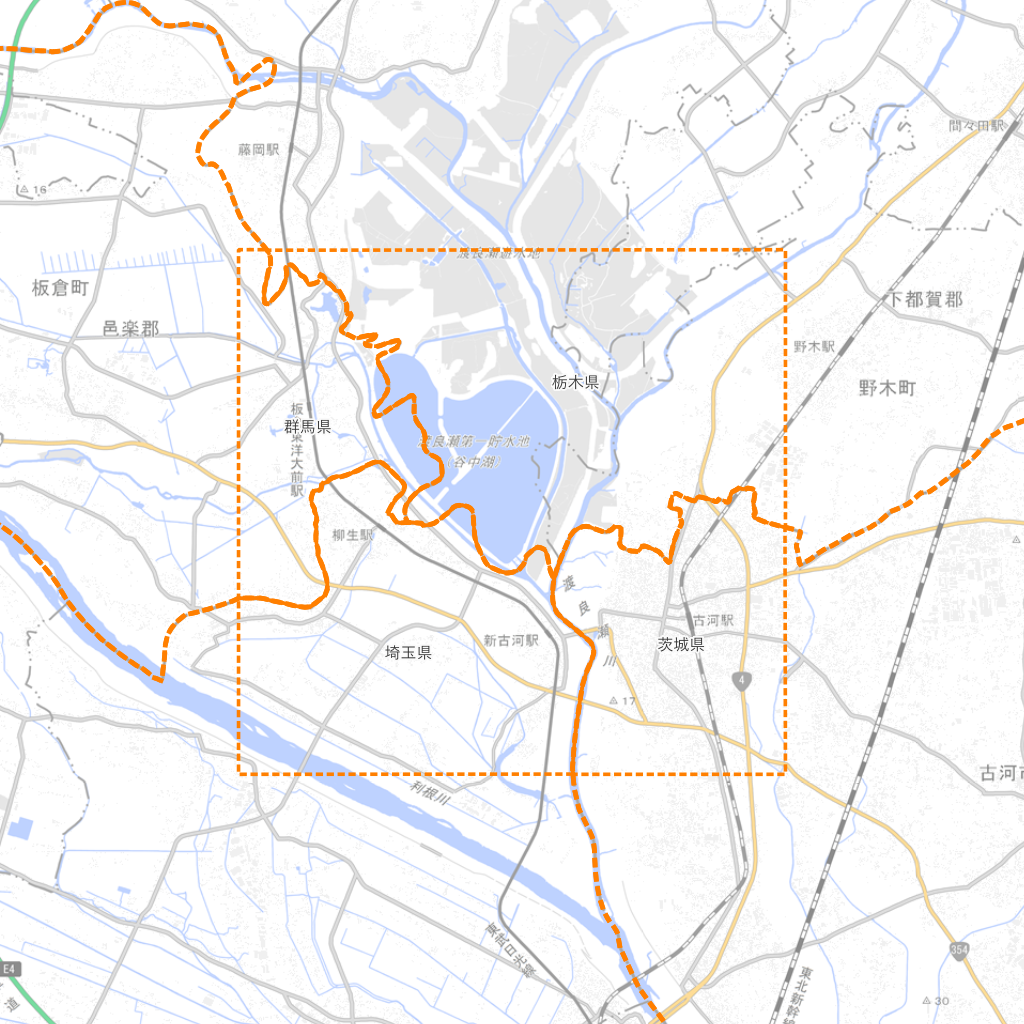 間々田駅
藤岡駅
16
渡良瀬遊水地
板倉町
下都賀郡
邑楽郡
野木駅
栃木県
野木町
板倉東洋大前駅
群馬県
渡良瀬第一貯水池
(谷中湖)
柳生駅
渡良瀬川
古河駅
新古河駅
茨城県
埼玉県
4
17
古河市
利根川
東武日光線
354
E4
東北新幹線
30
道